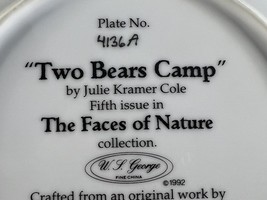 Plate No.
4136A
"Two Bears Camp"
by Julie Kramer Cole
Fifth issue in
The Faces of Nature
collection.
W. S. George
FINE CHINA
©1992
Crafted from an original work by